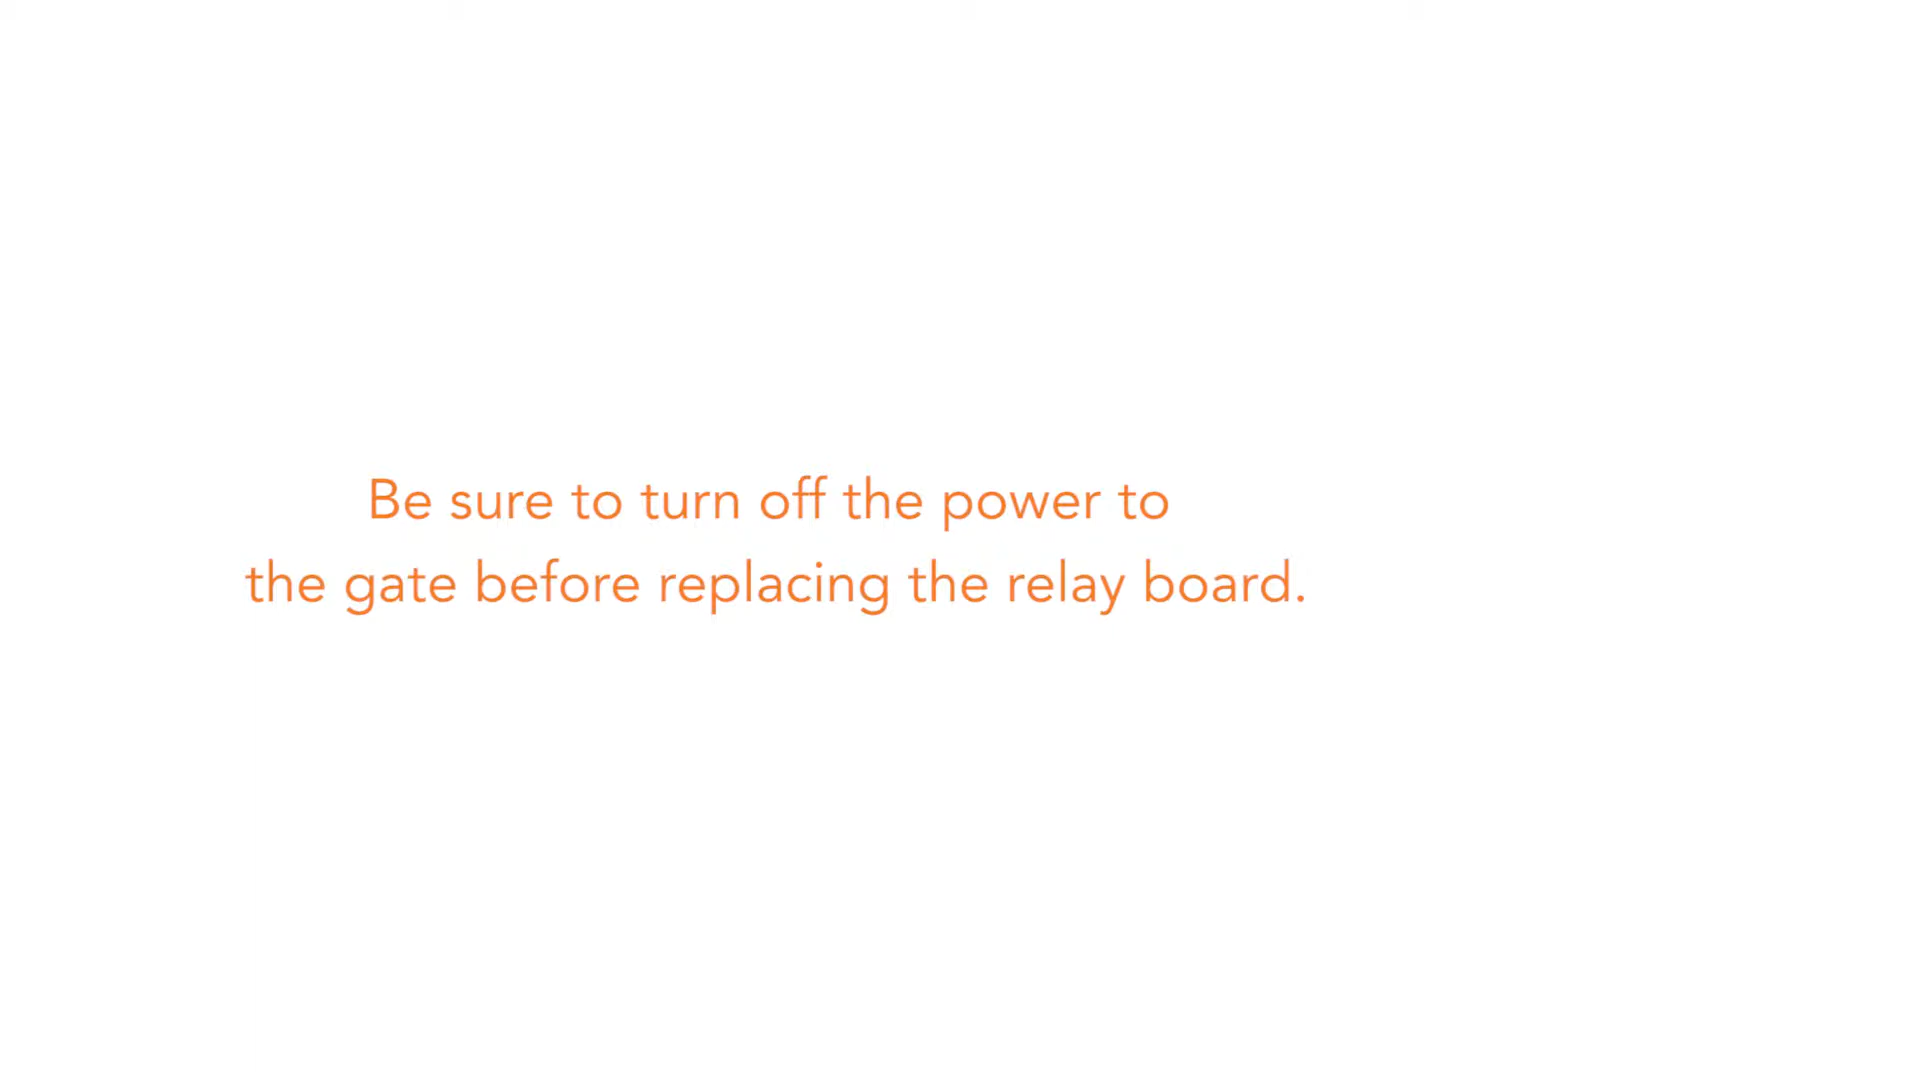 Be sure to turn off the power to
the gate before replacing the relay board.